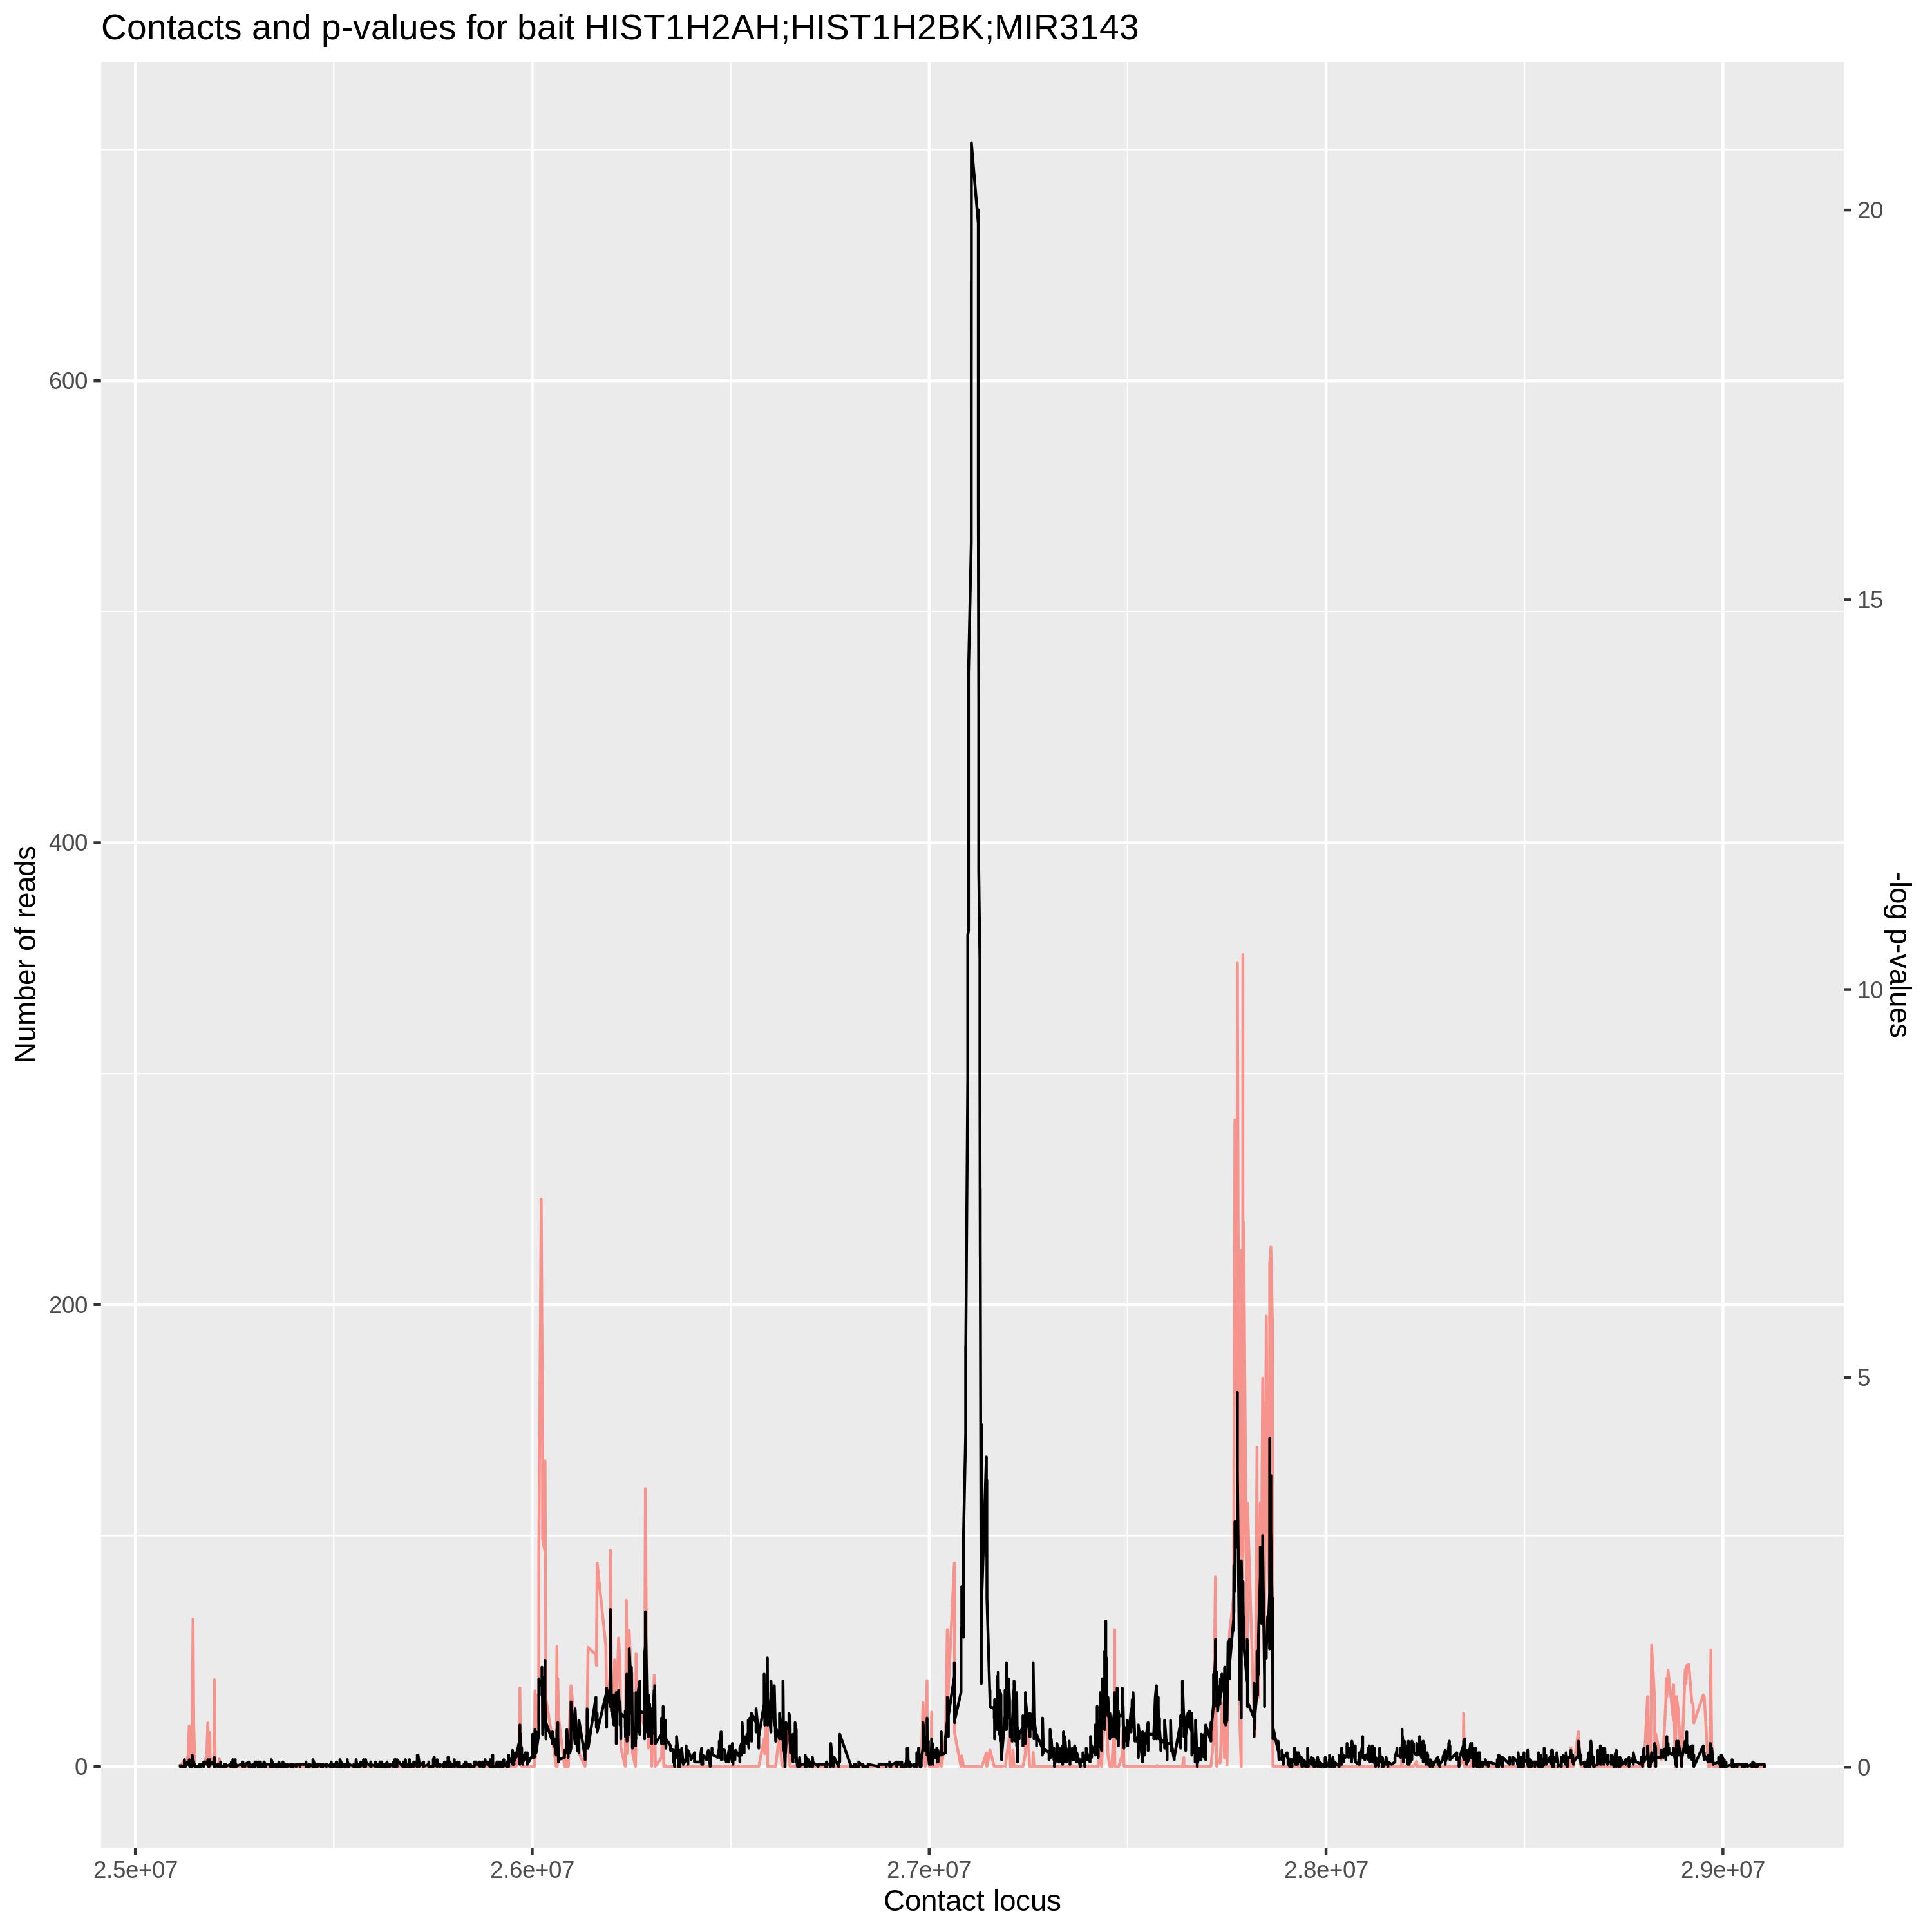 Contacts and p-values for bait HIST1H2AH;HIST1H2BK;MIR3143
20
600
15
400
Number of reads
-log p-values
10
200
5
0
0
2.5e+07
2.6e+07
2.7e+07
2.8e+07
2.9e+07
Contact locus